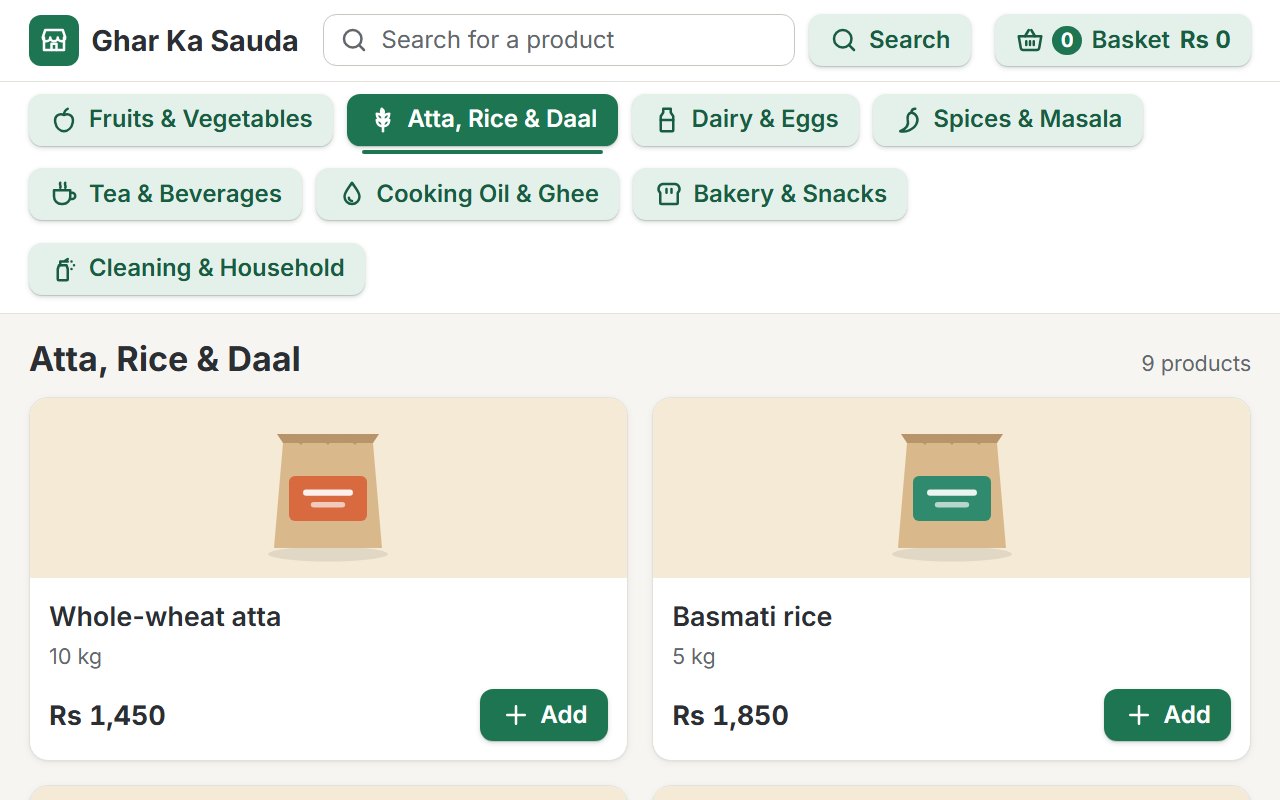 Ghar Ka Sauda
Search for a product
Search
0 Basket Rs 0
Fruits & Vegetables
Atta, Rice & Daal
Dairy & Eggs
Spices & Masala
Tea & Beverages
Cooking Oil & Ghee
Bakery & Snacks
Cleaning & Household
Atta, Rice & Daal
9 products
Whole-wheat atta
10 kg
Rs 1,450
Add
Basmati rice
5 kg
Rs 1,850
Add